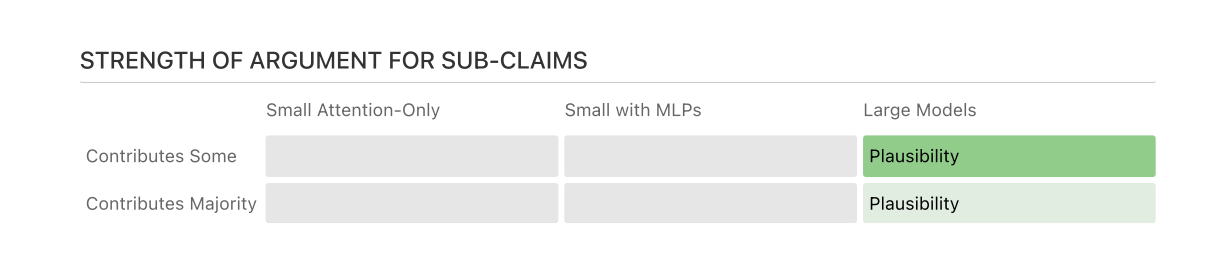 STRENGTH OF ARGUMENT FOR SUB-CLAIMS
Small Attention-Only Small with MLPs Large Models
Contributes Some Plausibility
Contributes Majority Plausibility